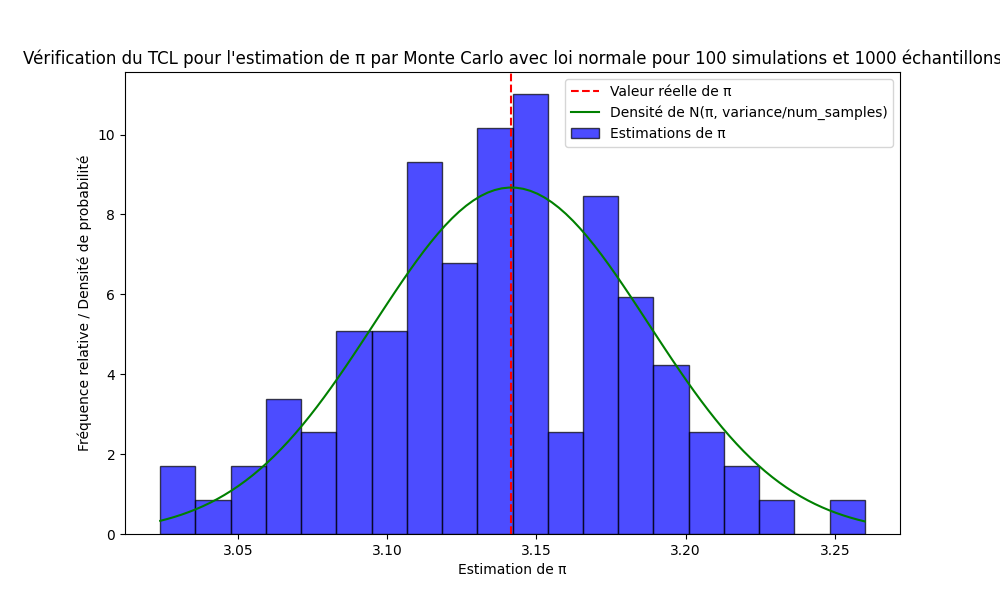 Vérification du TCL pour l'estimation de π par Monte Carlo avec loi normale pour 100 simulations et 1000 échantillons
Valeur réelle de π
Densité de N(π, variance/num_samples)
Estimations de π
Fréquence relative / Densité de probabilité
10
8
6
4
2
0
3.05
3.10
3.15
3.20
3.25
Estimation de π